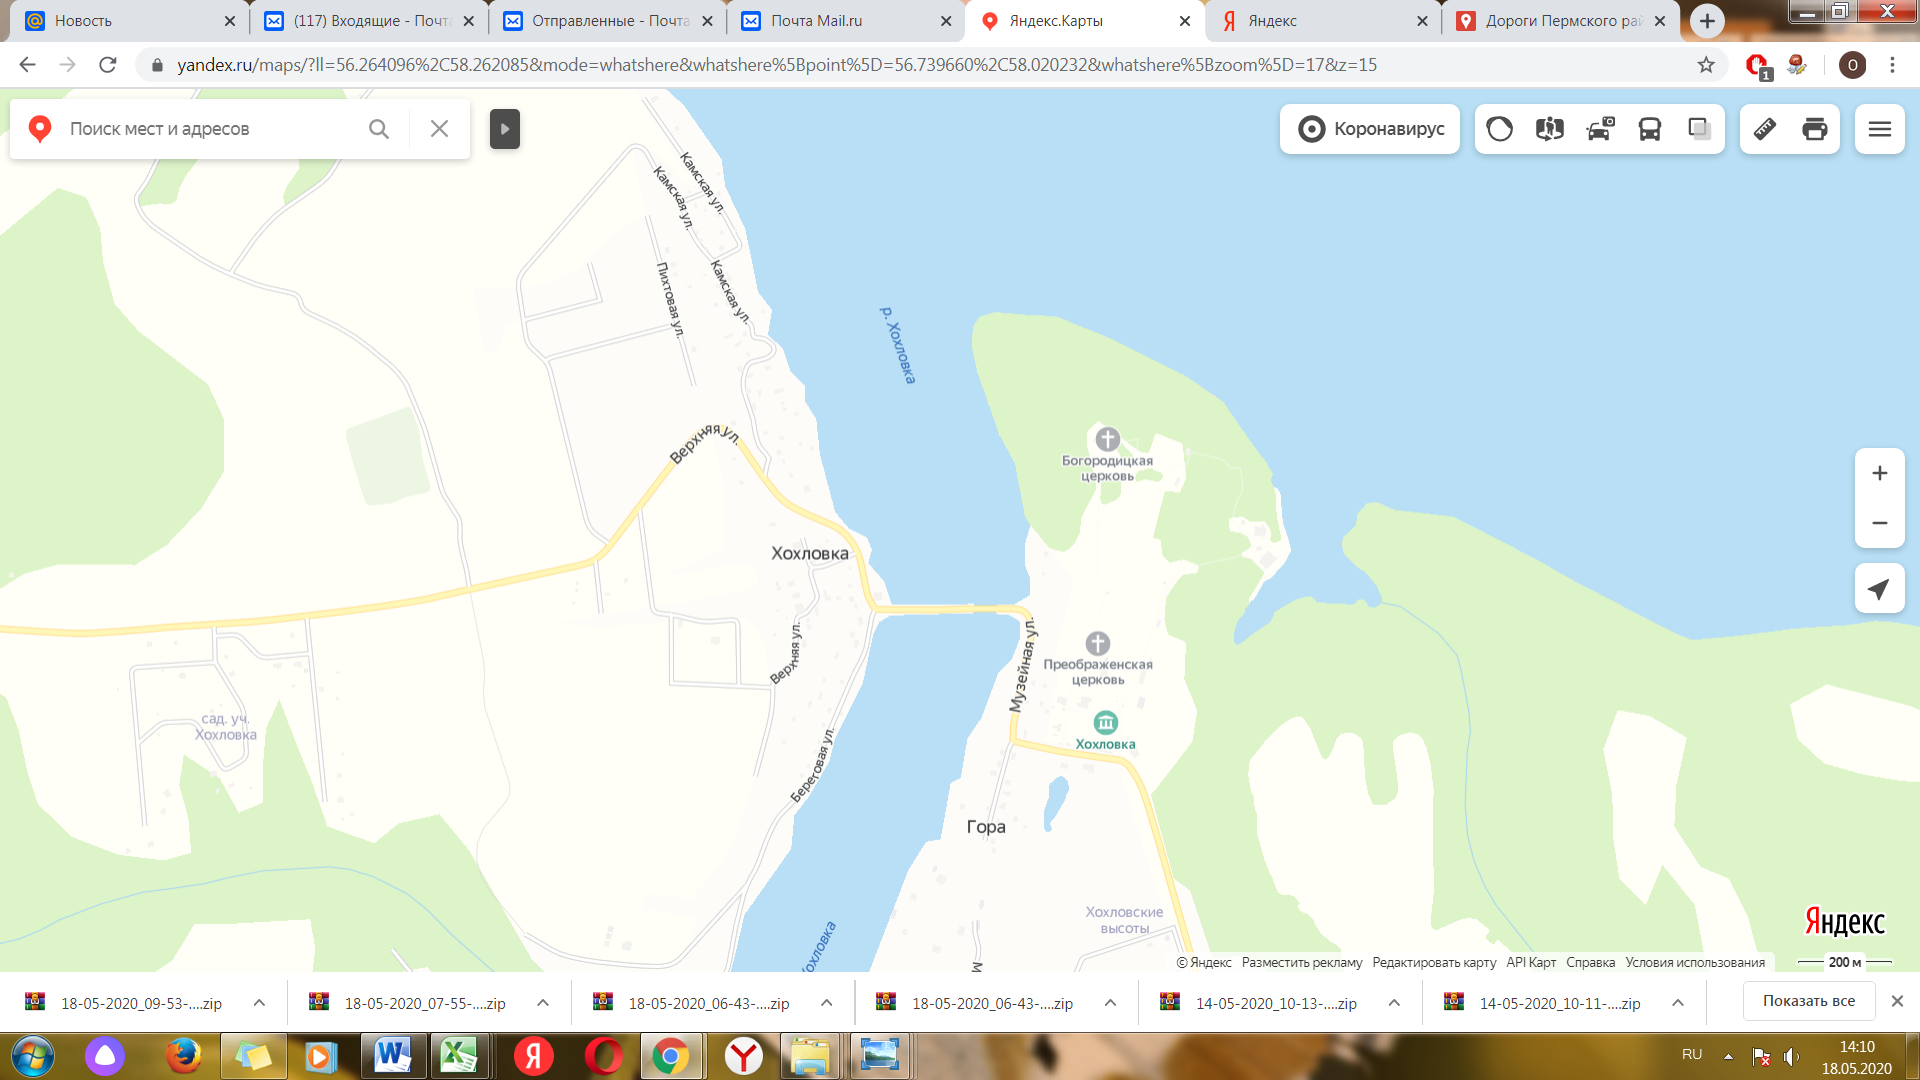 Новость
(117) Входящие - Почт
Отправленные - Почта
Почта Mail.ru
Яндекс.Карты
Яндекс
Дороги Пермского рай
yandex.ru/maps/?ll=56.264096%2C58.262085&mode=whatshere&whatshere%5Bpoint%5D=56.739660%2C58.020232&whatshere%5Bzoom%5D=17&z=15
1
O
Поиск мест и адресов
Коронавирус
Камская ул.
Камская ул.
Пихтовая ул.
Камская ул.
р. Хохловка
Верхняя ул.
Богородицкая
церковь
Хохловка
Верхняя ул.
Музейная ул.
Преображенская
церковь
сад. уч.
Хохловка
Хохловка
Береговая ул.
Гора
Хохловские
высоты
Хохловка
М
Яндекс
© Яндекс
Разместить рекламу
Редактировать карту
API Карт
Справка
Условия использования
200 м
18-05-2020_09-53-....zip
18-05-2020_07-55-....zip
18-05-2020_06-43-....zip
18-05-2020_06-43-....zip
14-05-2020_10-13-....zip
14-05-2020_10-11-....zip
Показать все
RU
14:10
18.05.2020